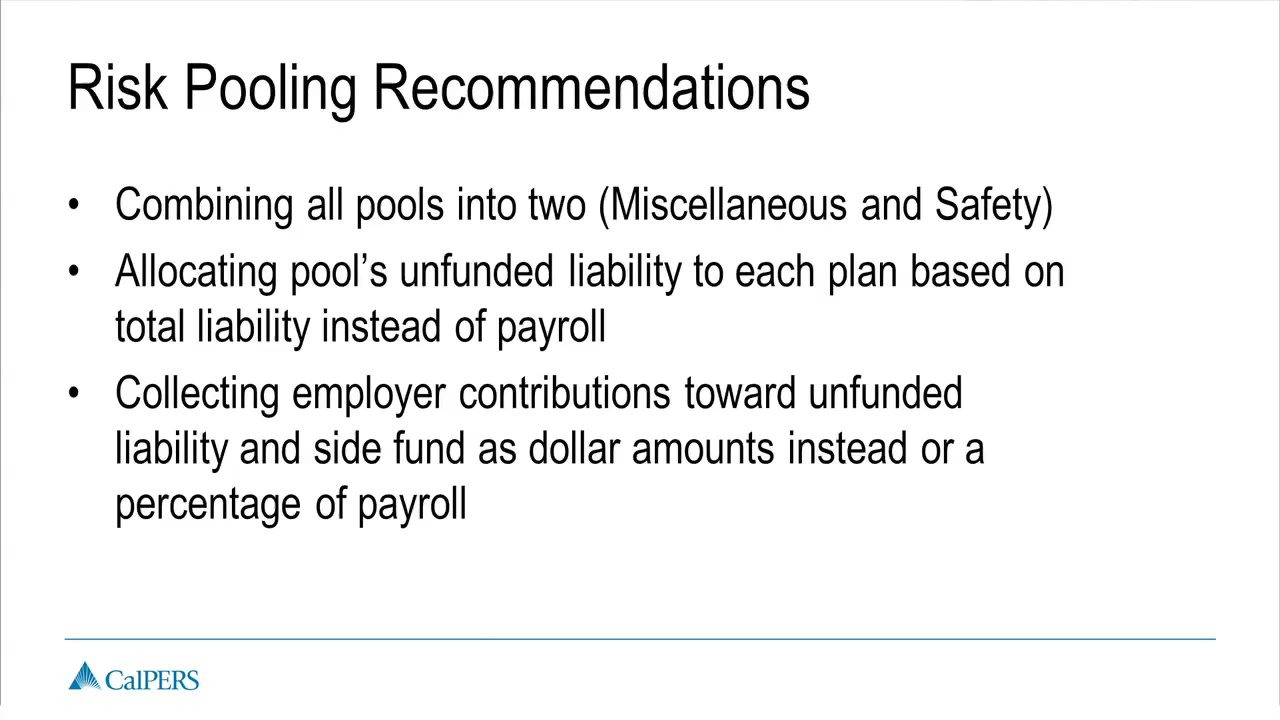 Risk Pooling Recommendations
• Combining all pools into two (Miscellaneous and Safety)
• Allocating pool’s unfunded liability to each plan based on
total liability instead of payroll
• Collecting employer contributions toward unfunded
liability and side fund as dollar amounts instead or a
percentage of payroll
CalPERS